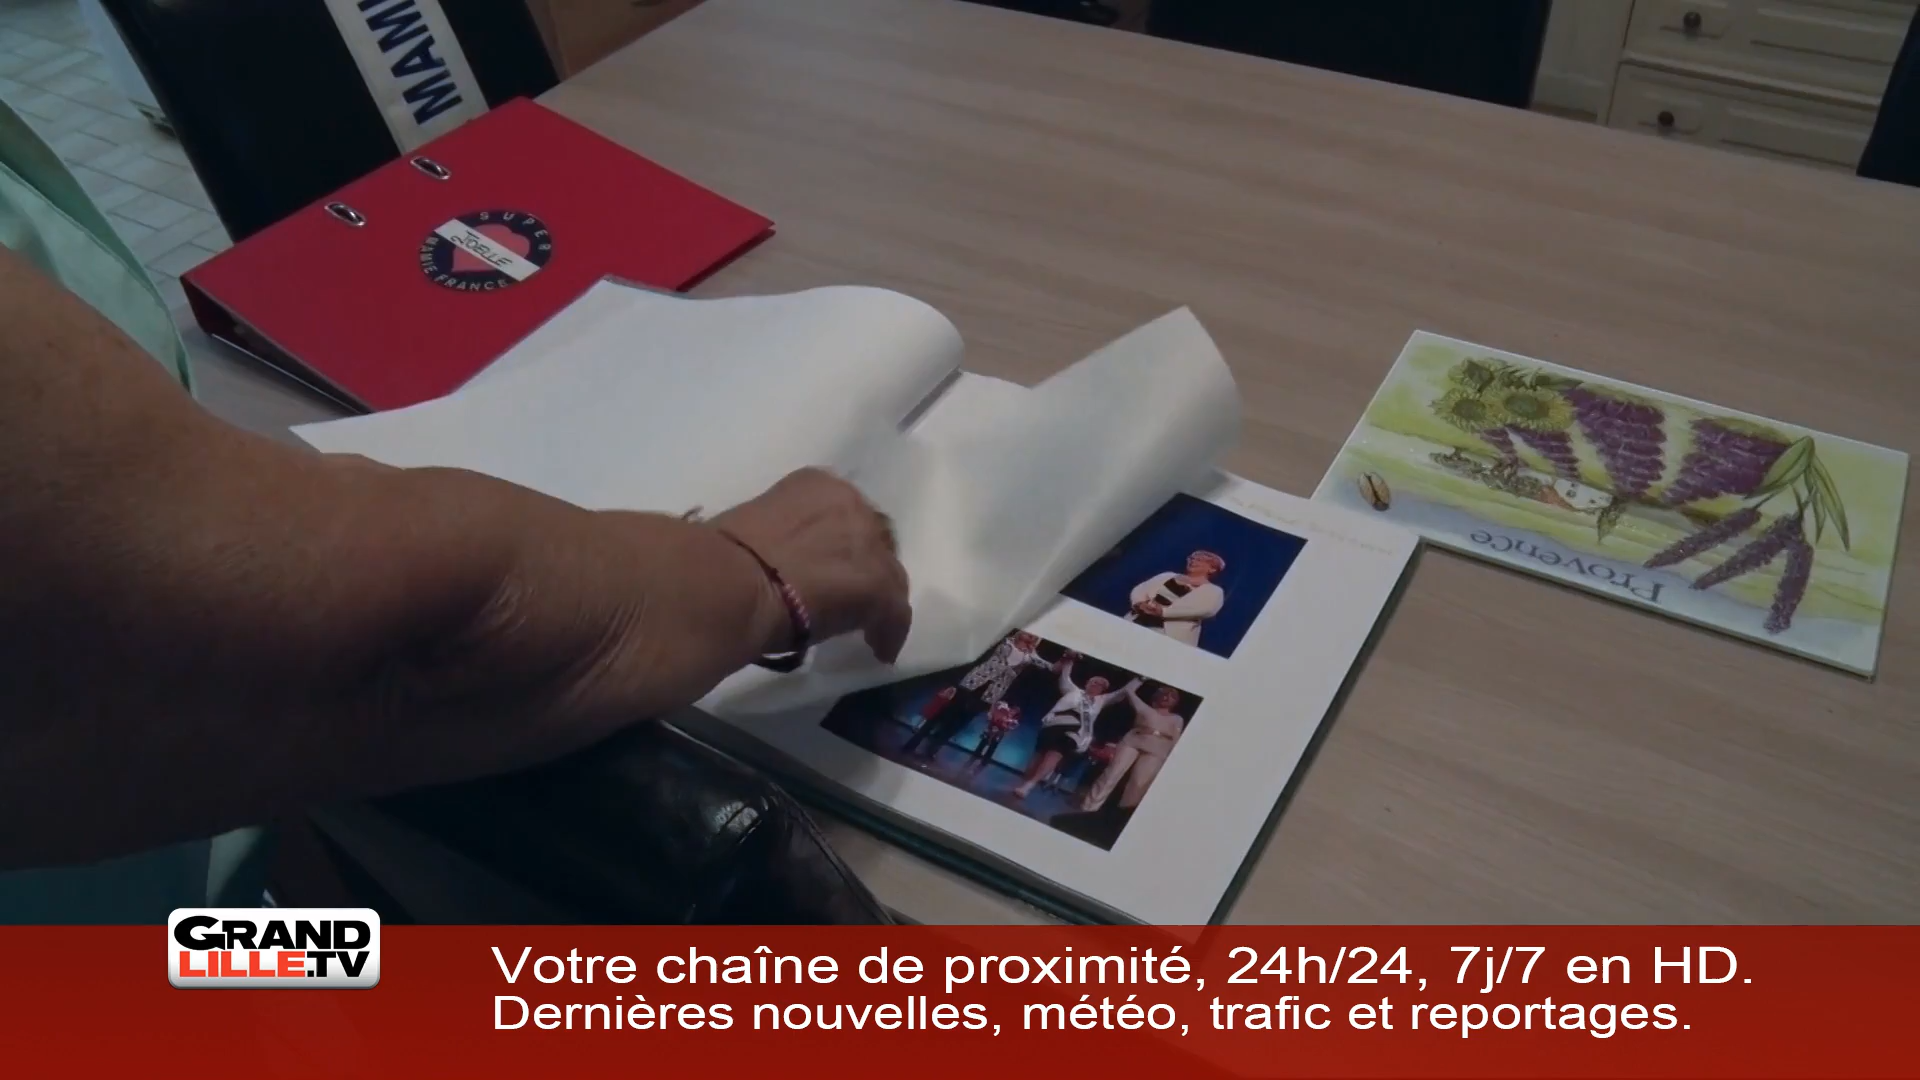 MAMI
SUPER
JOELLE
MAMIE FRANCE
Provence
GRAND
LILLE.TV
Votre chaîne de proximité, 24h/24, 7j/7 en HD.
Dernières nouvelles, météo, trafic et reportages.